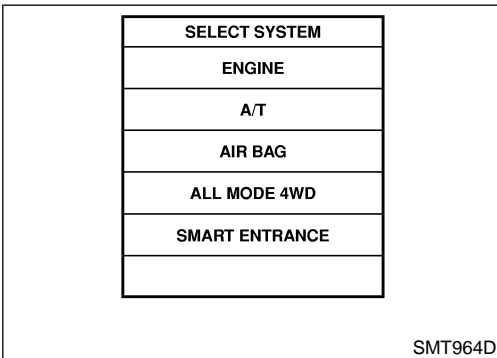 SELECT SYSTEM
ENGINE
A/T
AIR BAG
ALL MODE 4WD
SMART ENTRANCE
SMT964D